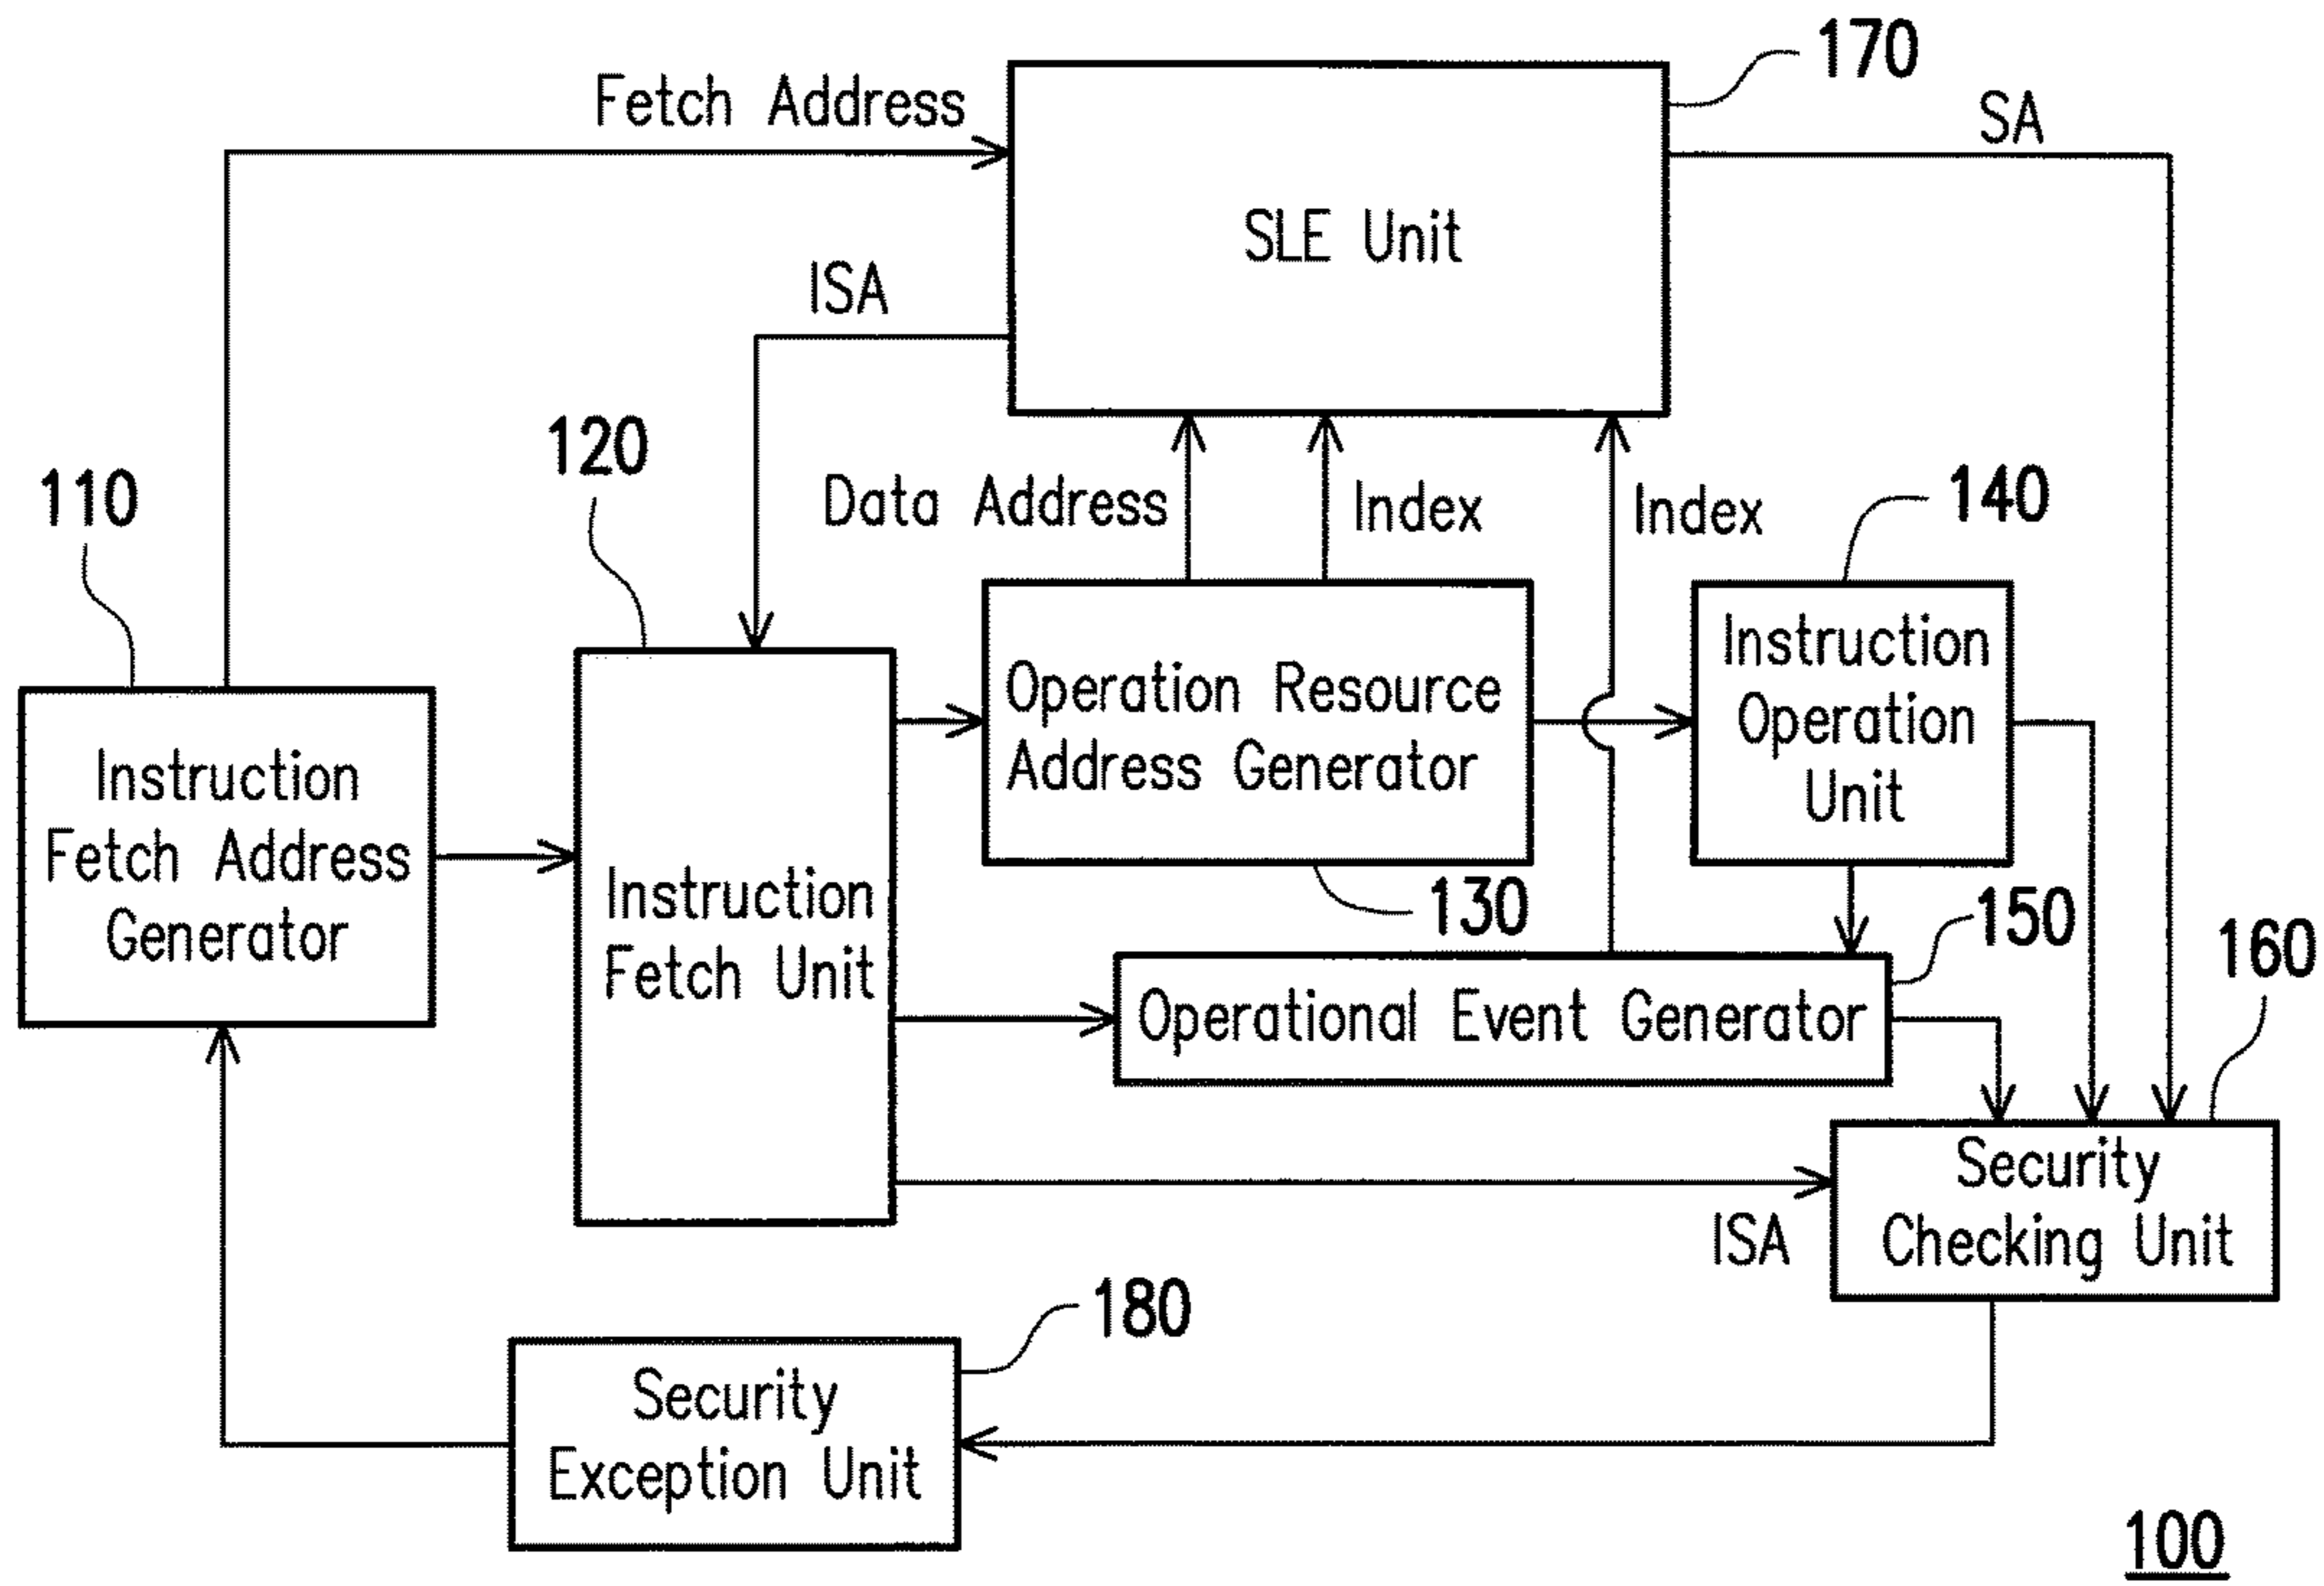 170
Fetch Address
SA
SLE Unit
ISA
120
110
Data Address
Index
Index
140
Instruction
Operation
Unit
Operation Resource
Address Generator
Instruction
Fetch Address
Generator
Instruction
Fetch Unit
130
150
160
Operational Event Generator
Security
Checking Unit
ISA
180
Security
Exception Unit
100